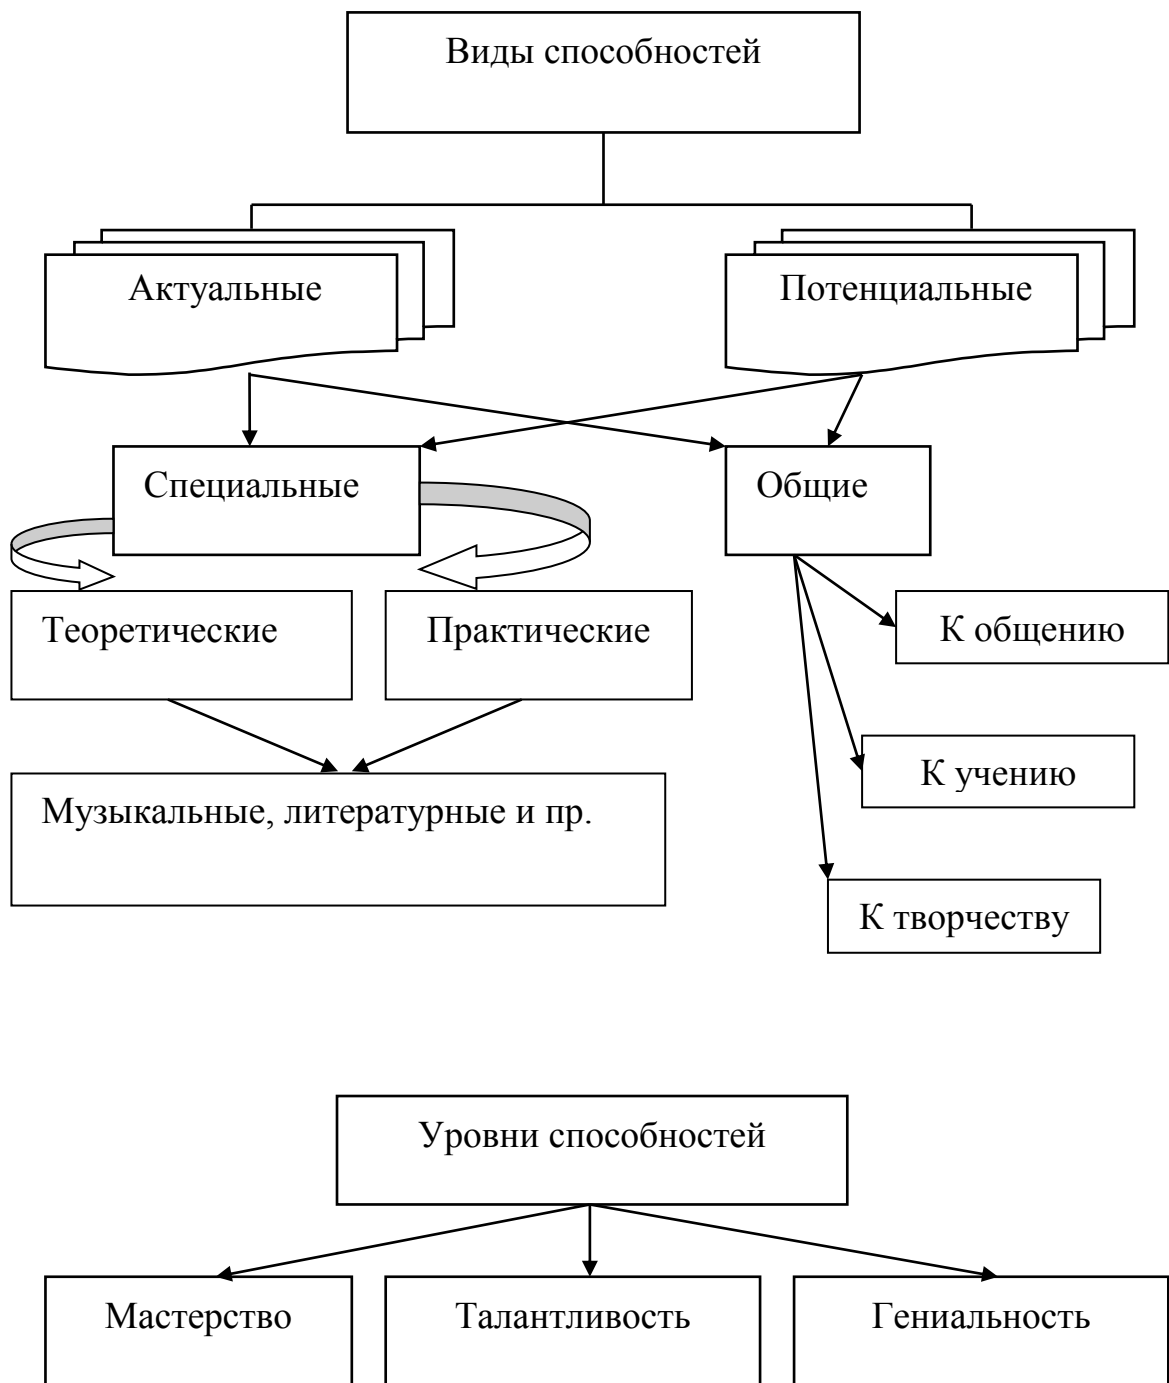 Виды способностей
Актуальные
Потенциальные
Специальные
Общие
Теоретические
Практические
К общению
К учению
Музыкальные, литературные и пр.
К творчеству
Уровни способностей
Мастерство
Талантливость
Гениальность